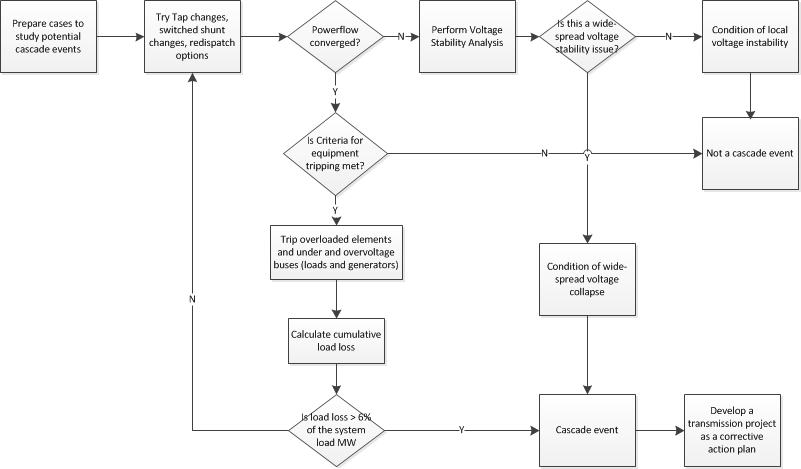 Prepare cases to
study potential
cascade events
Try Tap changes,
switched shunt
changes, redispatch
options
Powerflow
converged?
N
Perform Voltage
Stability Analysis
Is this a wide-
spread voltage
stability issue?
N
Condition of local
voltage instability
Y
Is Criteria for
equipment
tripping met?
N
Y
Not a cascade event
Y
Trip overloaded elements
and under and overvoltage
buses (loads and generators)
Condition of wide-
spread voltage
collapse
N
Calculate cumulative
load loss
Is load loss > 6%
of the system
load MW
Y
Cascade event
Develop a
transmission project
as a corrective
action plan